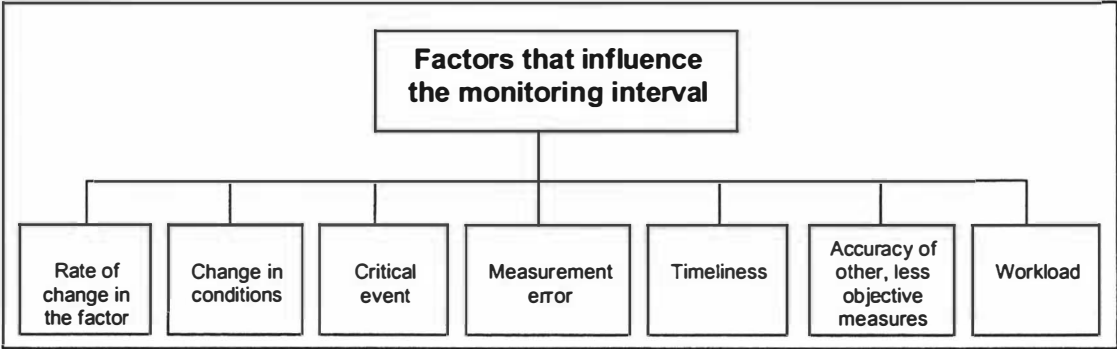 Factors that influence
the monitoring interval
Rate of
change in
the factor
Change in
conditions
Critical
event
Measurement
error
Timeliness
Accuracy of
other, less
objective
measures
Workload